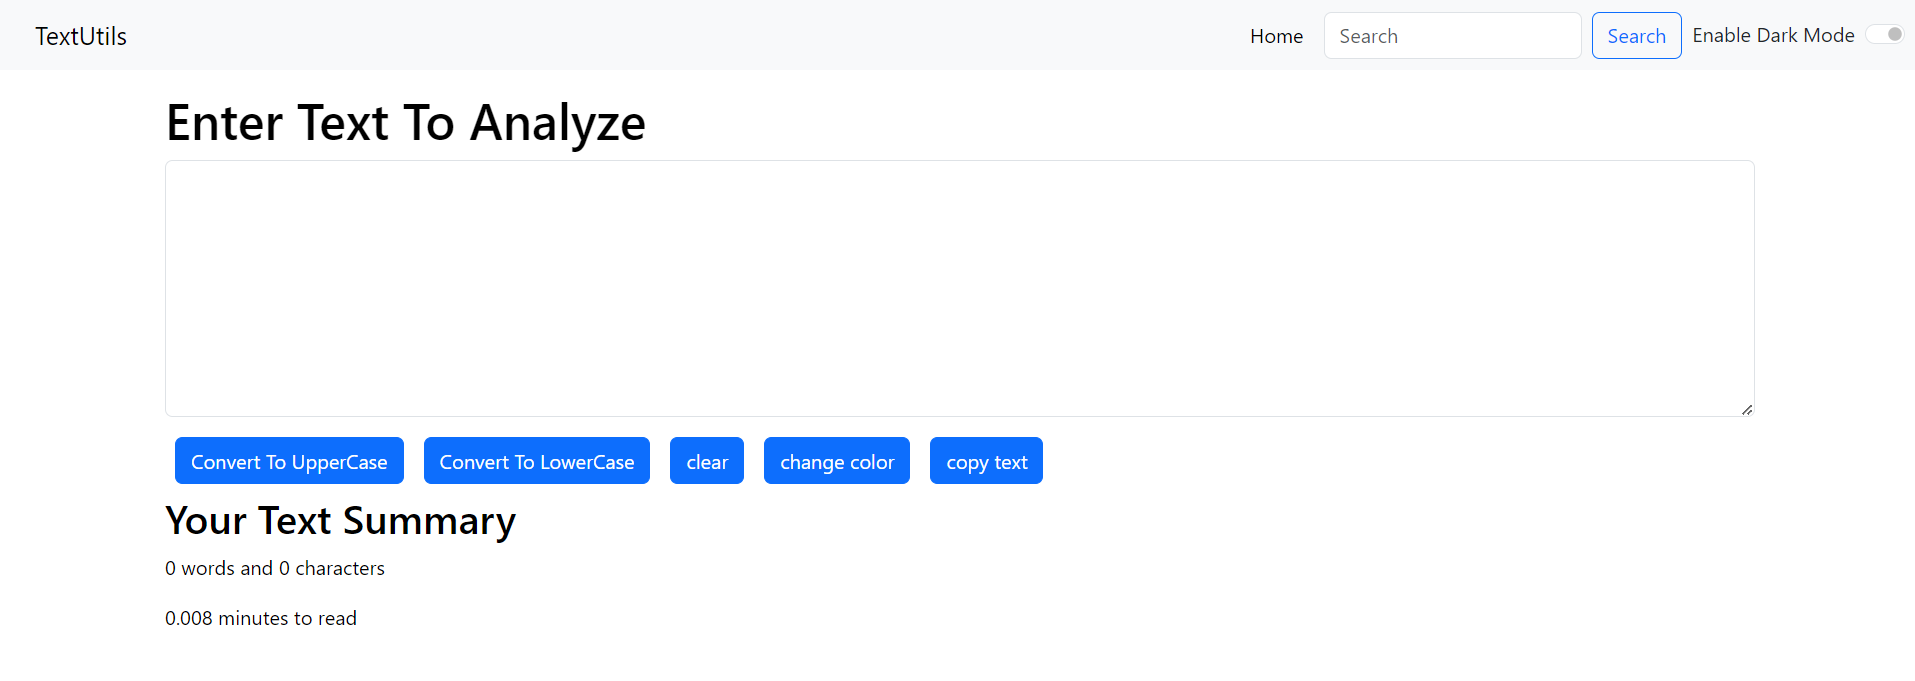 TextUtils Home Search Search Enable Dark Mode
Enter Text To Analyze
Convert To UpperCase Convert To LowerCase clear change color copy text
Your Text Summary
0 words and 0 characters
0.008 minutes to read